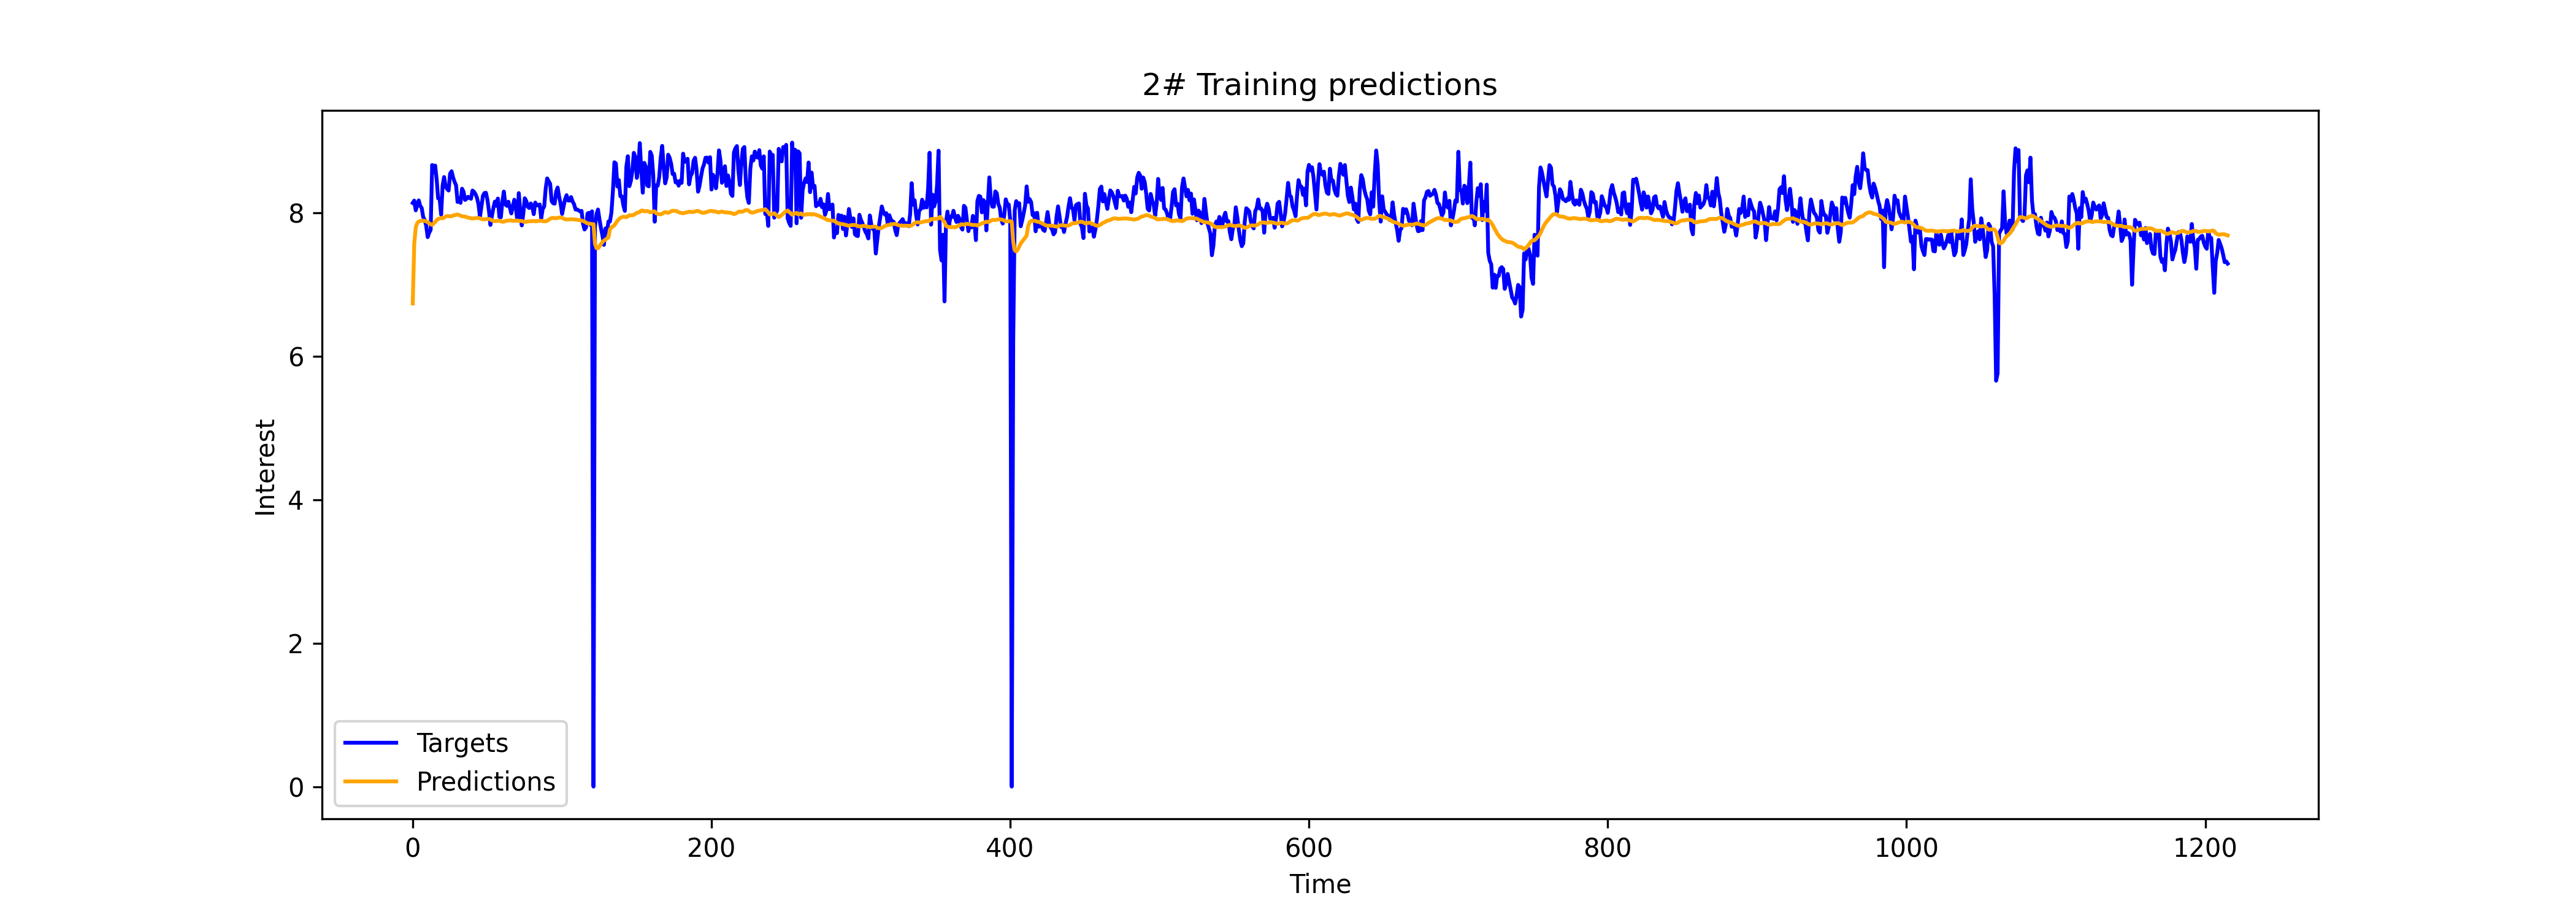 2# Training predictions
Interest
8
6
4
2
0
Targets
Predictions
0 200 400 600 800 1000 1200
Time